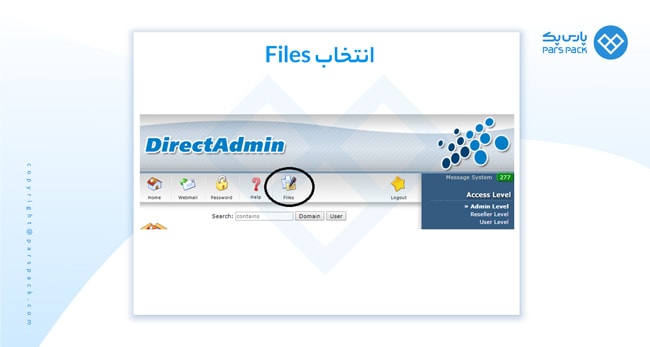 انتخاب Files
پارس پک
PARS PACK
DirectAdmin
Message System 277
Home
Webmail
Password
Help
Files
Logout
Access Level
» Admin Level
Reseller Level
User Level
Search: contains Domain User
copyright@parspack.com